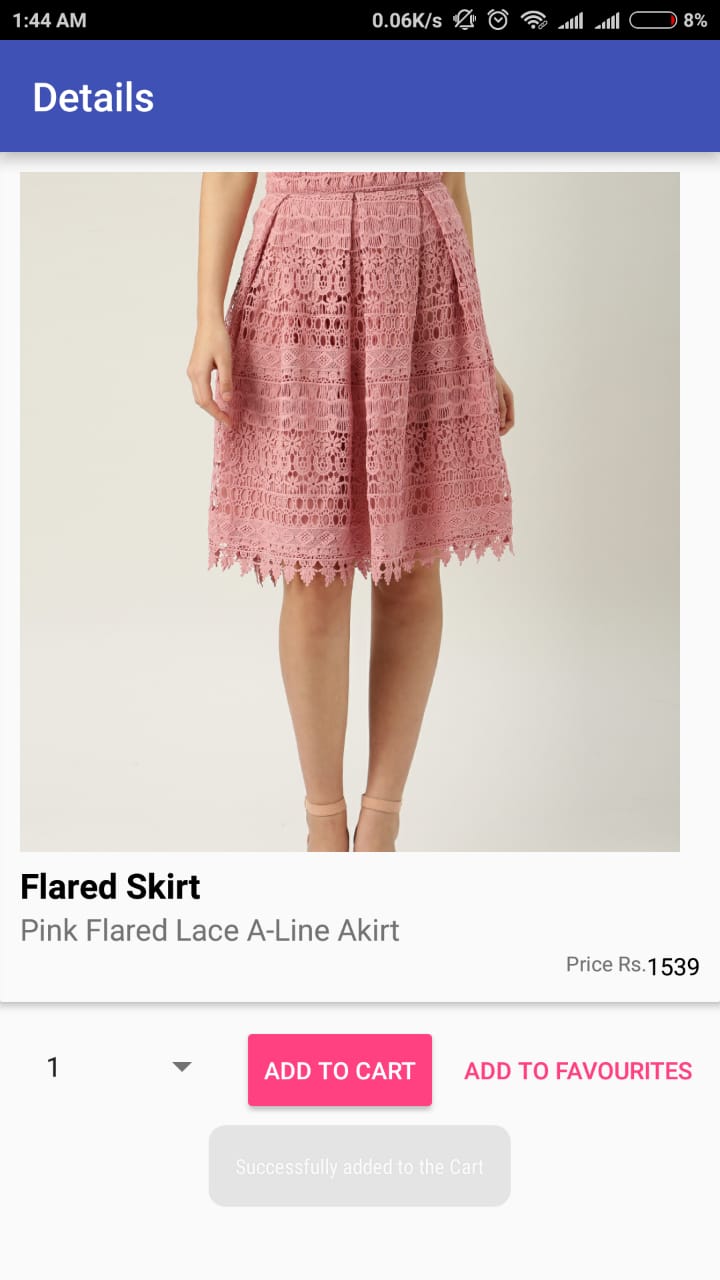 1:44 AM 0.06K/s 8%
Details
Flared Skirt
Pink Flared Lace A-Line Akirt
Price Rs.1539
1 ADD TO CART ADD TO FAVOURITES
Successfully added to the Cart